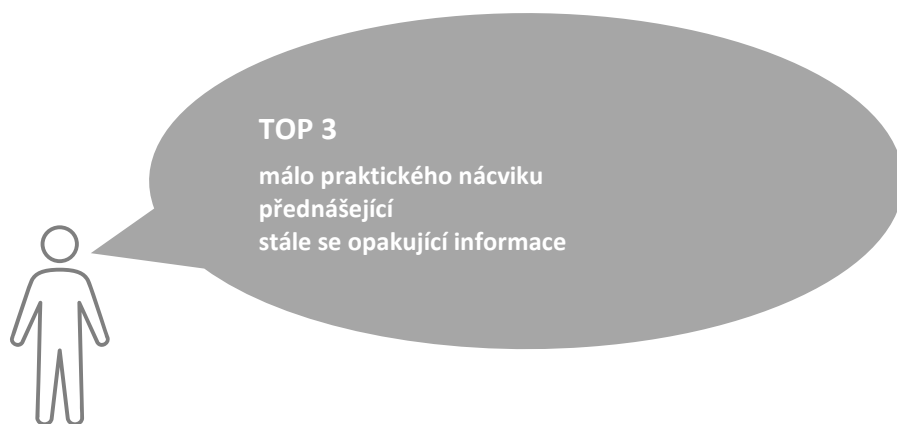 TOP 3
málo praktického nácviku
přednášející
stále se opakující informace